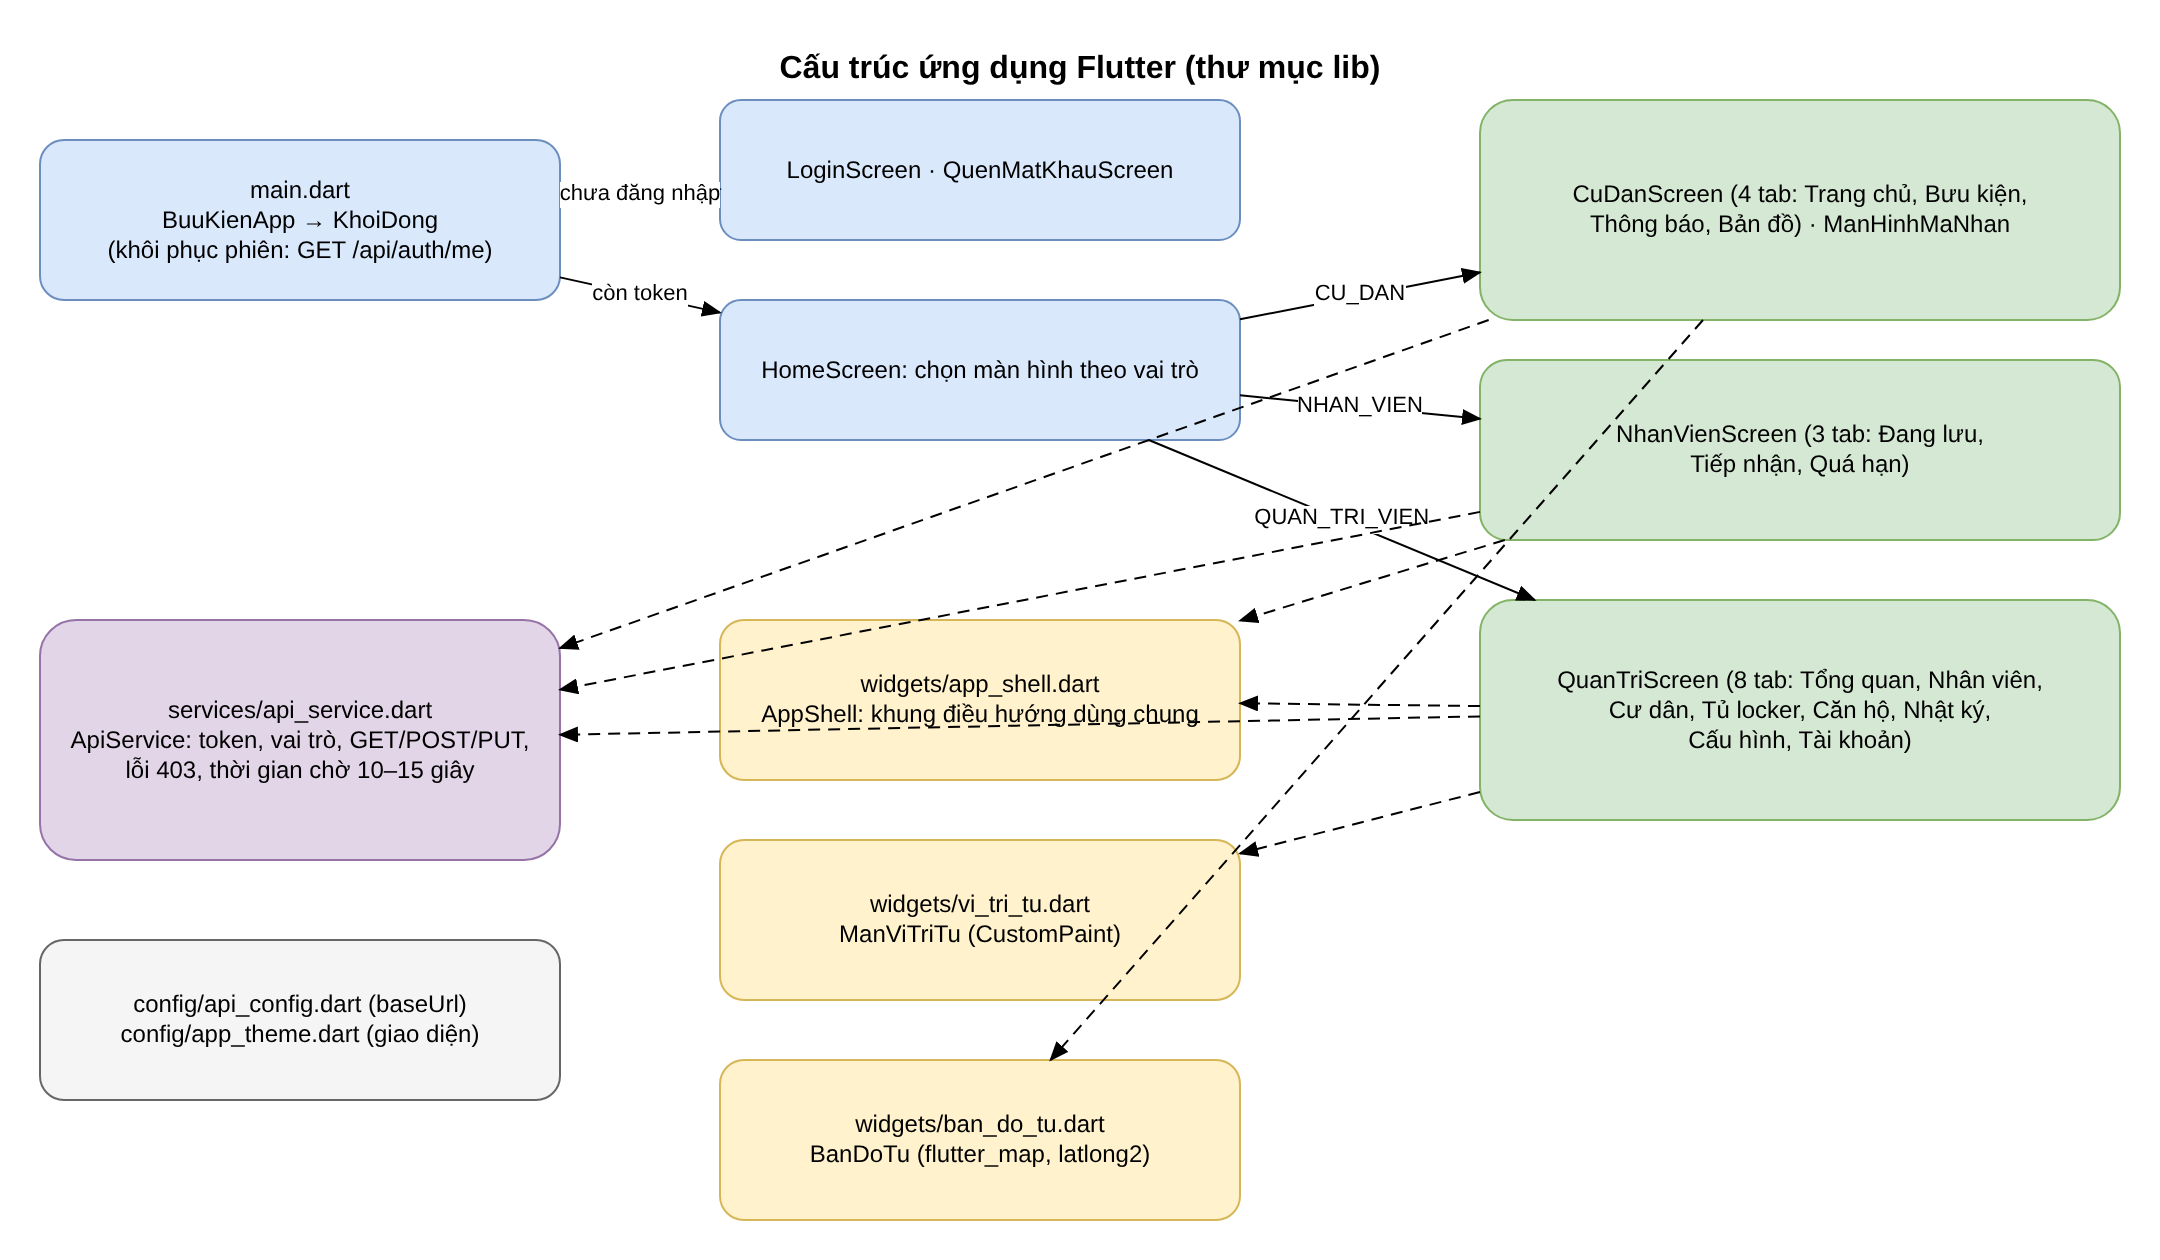 Cấu trúc ứng dụng Flutter (thư mục lib)
main.dart
BuuKienApp → KhoiDong
(khôi phục phiên: GET /api/auth/me)
chưa đăng nhập
LoginScreen · QuenMatKhauScreen
còn token
HomeScreen: chọn màn hình theo vai trò
CU_DAN
NHAN_VIEN
QUAN_TRI_VIEN
CuDanScreen (4 tab: Trang chủ, Bưu kiện,
Thông báo, Bản đồ) · ManHinhMaNhan
NhanVienScreen (3 tab: Đang lưu,
Tiếp nhận, Quá hạn)
QuanTriScreen (8 tab: Tổng quan, Nhân viên,
Cư dân, Tủ locker, Căn hộ, Nhật ký,
Cấu hình, Tài khoản)
services/api_service.dart
ApiService: token, vai trò, GET/POST/PUT,
lỗi 403, thời gian chờ 10–15 giây
widgets/app_shell.dart
AppShell: khung điều hướng dùng chung
widgets/vi_tri_tu.dart
ManViTriTu (CustomPaint)
config/api_config.dart (baseUrl)
config/app_theme.dart (giao diện)
widgets/ban_do_tu.dart
BanDoTu (flutter_map, latlong2)